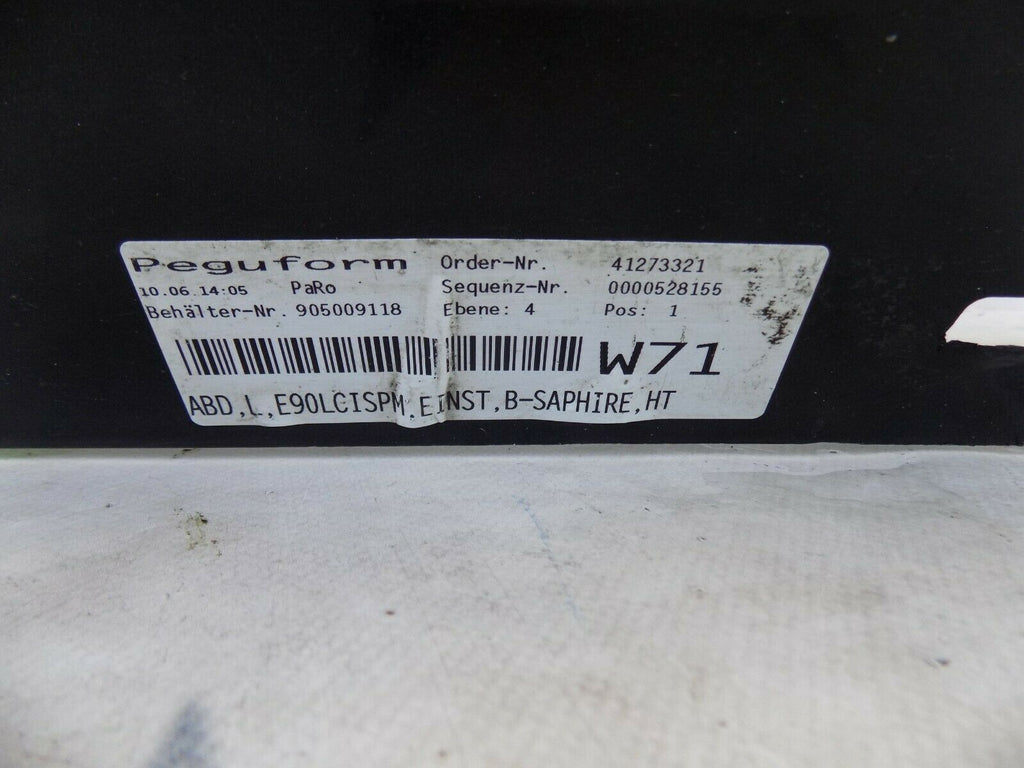 Peguform Order-Nr. 41273321
10.06.14:05 PaRo Sequenz-Nr. 0000528155
Behälter-Nr. 905009118 Ebene: 4 Pos: 1
W71
ABD,L,E90LCISPM,EINST,B-SAPHIRE,HT